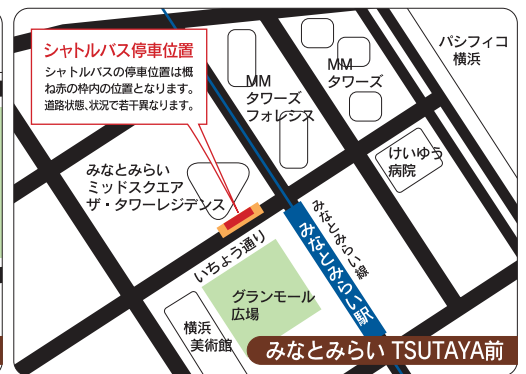 シャトルバス停車位置
シャトルバスの停車位置は概
ね赤の枠内の位置となります。
道路状態、状況で若干異なります。
MM
タワーズ
フォレシス
MM
タワーズ
パシフィコ
横浜
けいゆう
病院
みなとみらい
ミッドスクエア
ザ・タワーレジデンス
いちょう通り
みなとみらい線
みなとみらい駅
グランモール
広場
横浜
美術館
みなとみらい TSUTAYA前